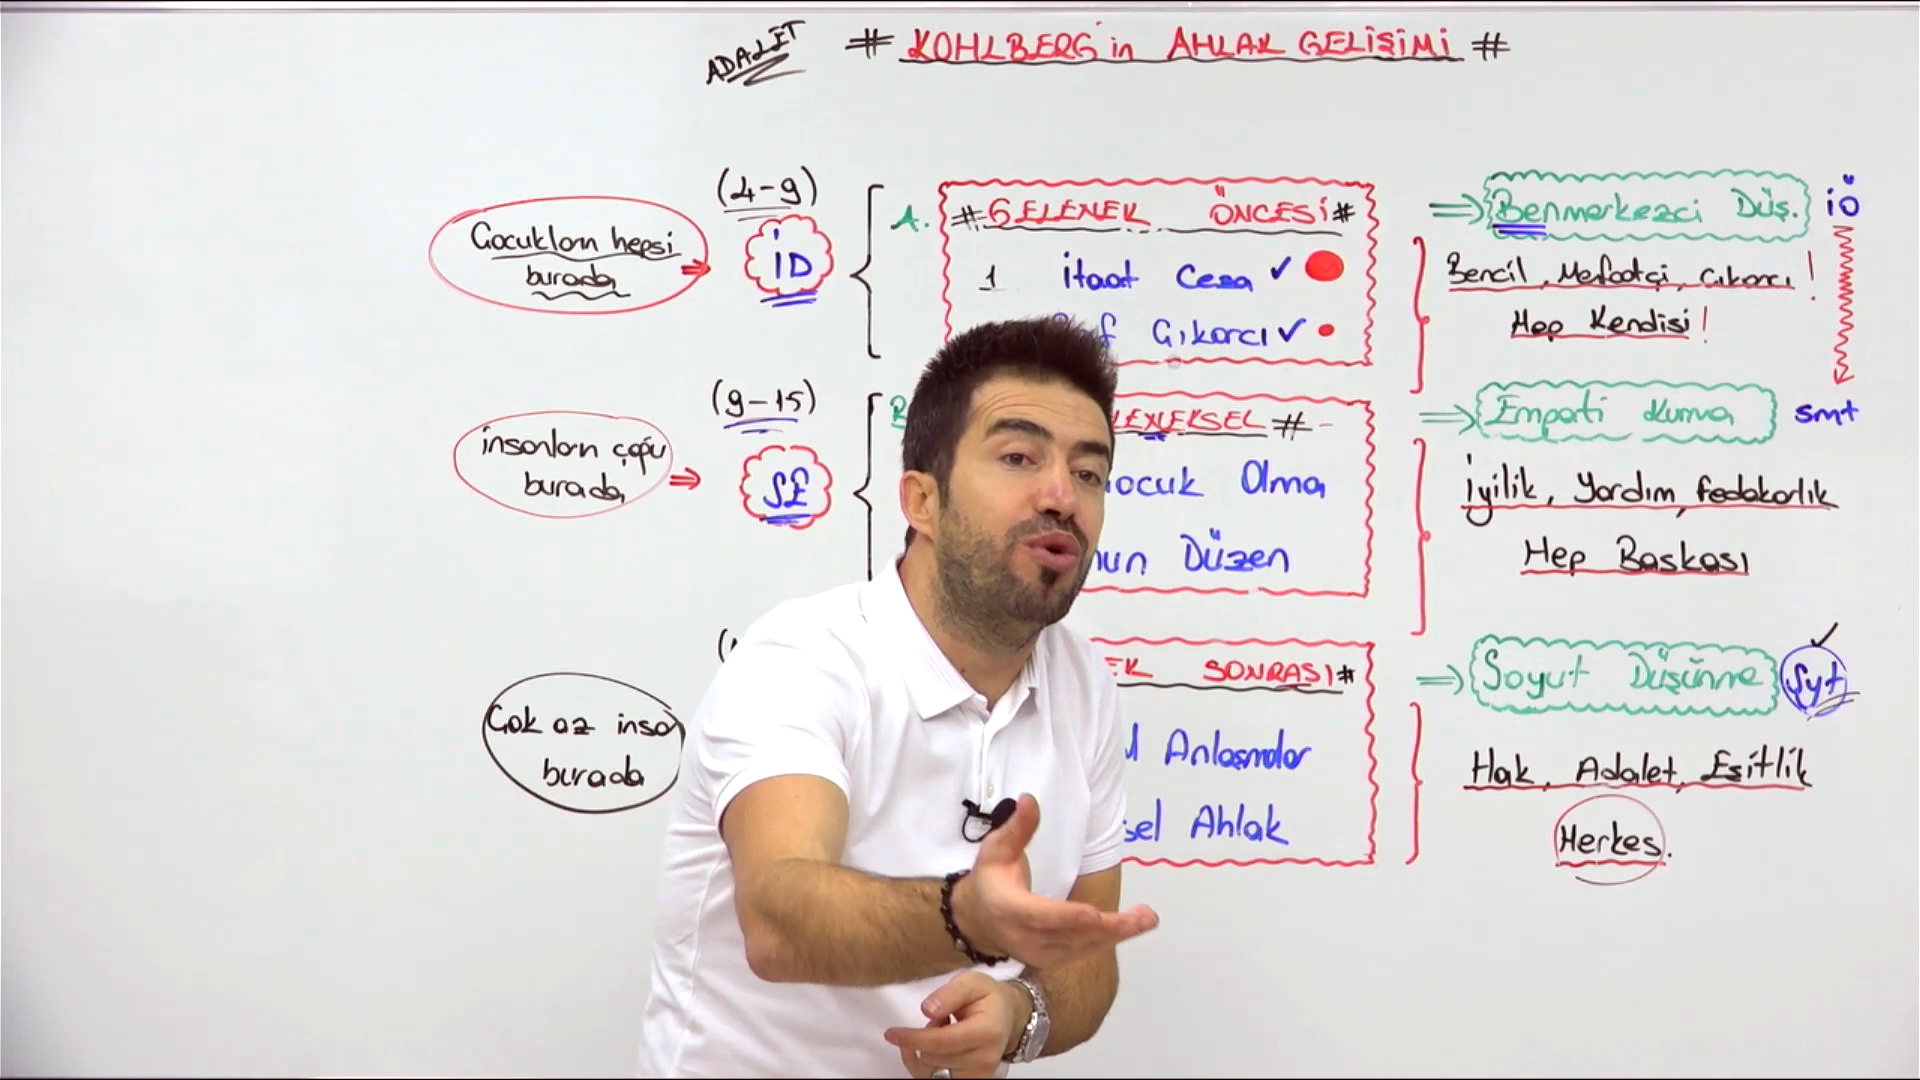 ADALET
# KOHLBERG'in AHLAK GELİŞİMİ #
(4-9)
Çocukların hepsi
burada
İD
A.
# GELENEK ÖNCESİ #
1 İtaat Ceza ✓
Çıkarcı ✓
⇒ Benmerkezci Düş. İÖ
Bencil, Menfaatçi, Çıkarcı!
Hep Kendisi!
(9-15)
İnsanların çoğu
burada
SE
B
LENEKSEL #
ocuk Olma
nun Düzen
⇒ Empati Kurma smt
İyilik, Yardım, Fedakarlık
Hep Başkası
Çok az insa
burada
EK SONRASI #
l Anlaşmalar
sel Ahlak
⇒ Soyut Düşünme Syt
Hak, Adalet, Eşitlik
Herkes.